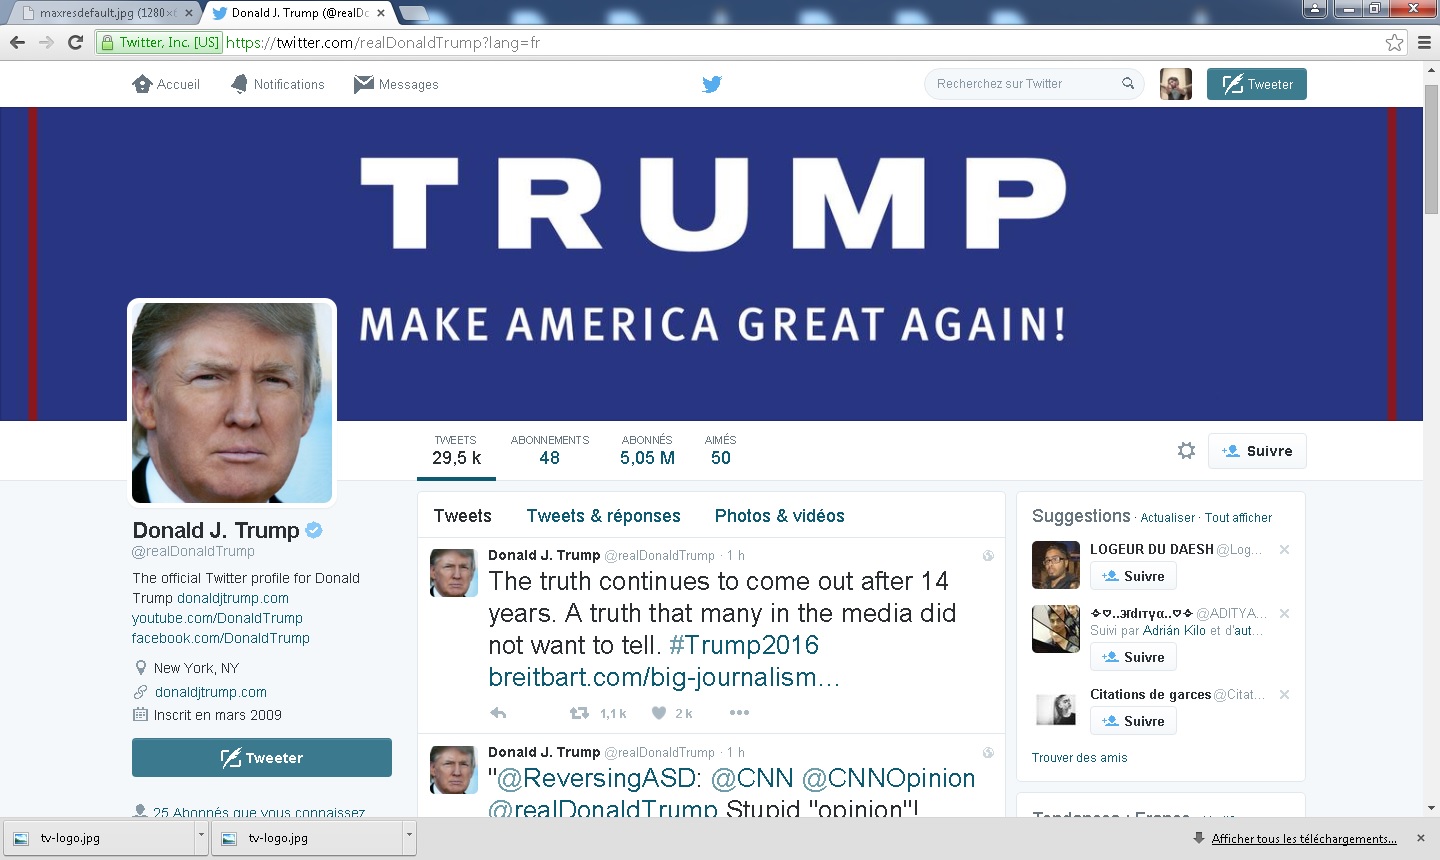 maxresdefault.jpg (1280×
Donald J. Trump (@realDo
Twitter, Inc. [US] https://twitter.com/realDonaldTrump?lang=fr
Accueil
Notifications
Messages
Recherchez sur Twitter
Tweeter
TRUMP
MAKE AMERICA GREAT AGAIN!
TWEETS
29,5 k
ABONNEMENTS
48
ABONNÉS
5,05 M
AIMÉS
50
Suivre
Donald J. Trump
@realDonaldTrump
The official Twitter profile for Donald
Trump donaldjtrump.com
youtube.com/DonaldTrump
facebook.com/DonaldTrump
New York, NY
donaldjtrump.com
Inscrit en mars 2009
Tweeter
25 Abonnés que vous connaissez
Tweets
Tweets & réponses
Photos & vidéos
Donald J. Trump @realDonaldTrump · 1 h
The truth continues to come out after 14
years. A truth that many in the media did
not want to tell. #Trump2016
breitbart.com/big-journalism…
1,1 k
2 k
Donald J. Trump @realDonaldTrump · 1 h
"@ReversingASD: @CNN @CNNOpinion
@realDonaldTrump Stupid "opinion"!
Suggestions · Actualiser · Tout afficher
LOGEUR DU DAESH @Log...
Suivre
@ADITYA...
Suivi par Adrián Kilo et d'aut...
Suivre
Citations de garces @Citat...
Suivre
Trouver des amis
Tendances : France
tv-logo.jpg
tv-logo.jpg
Afficher tous les téléchargements...